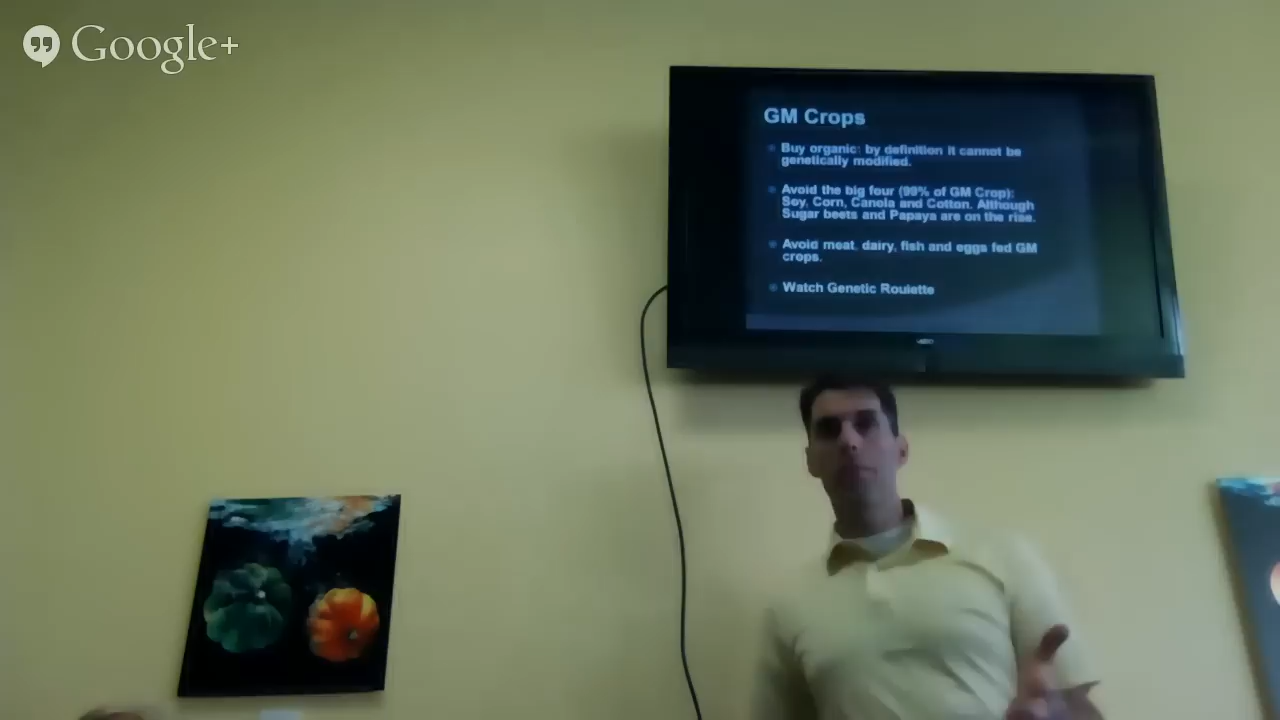 Google+
GM Crops
Buy organic: by definition it cannot be
genetically modified.
Avoid the big four (99% of GM Crop):
Soy, Corn, Canola and Cotton. Although
Sugar beets and Papaya are on the rise.
Avoid meat, dairy, fish and eggs fed GM
crops.
Watch Genetic Roulette